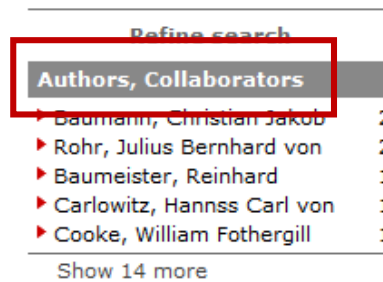 Refine search
Authors, Collaborators
Baumann, Christian Jakob
Rohr, Julius Bernhard von
Baumeister, Reinhard
Carlowitz, Hannss Carl von
Cooke, William Fothergill
Show 14 more